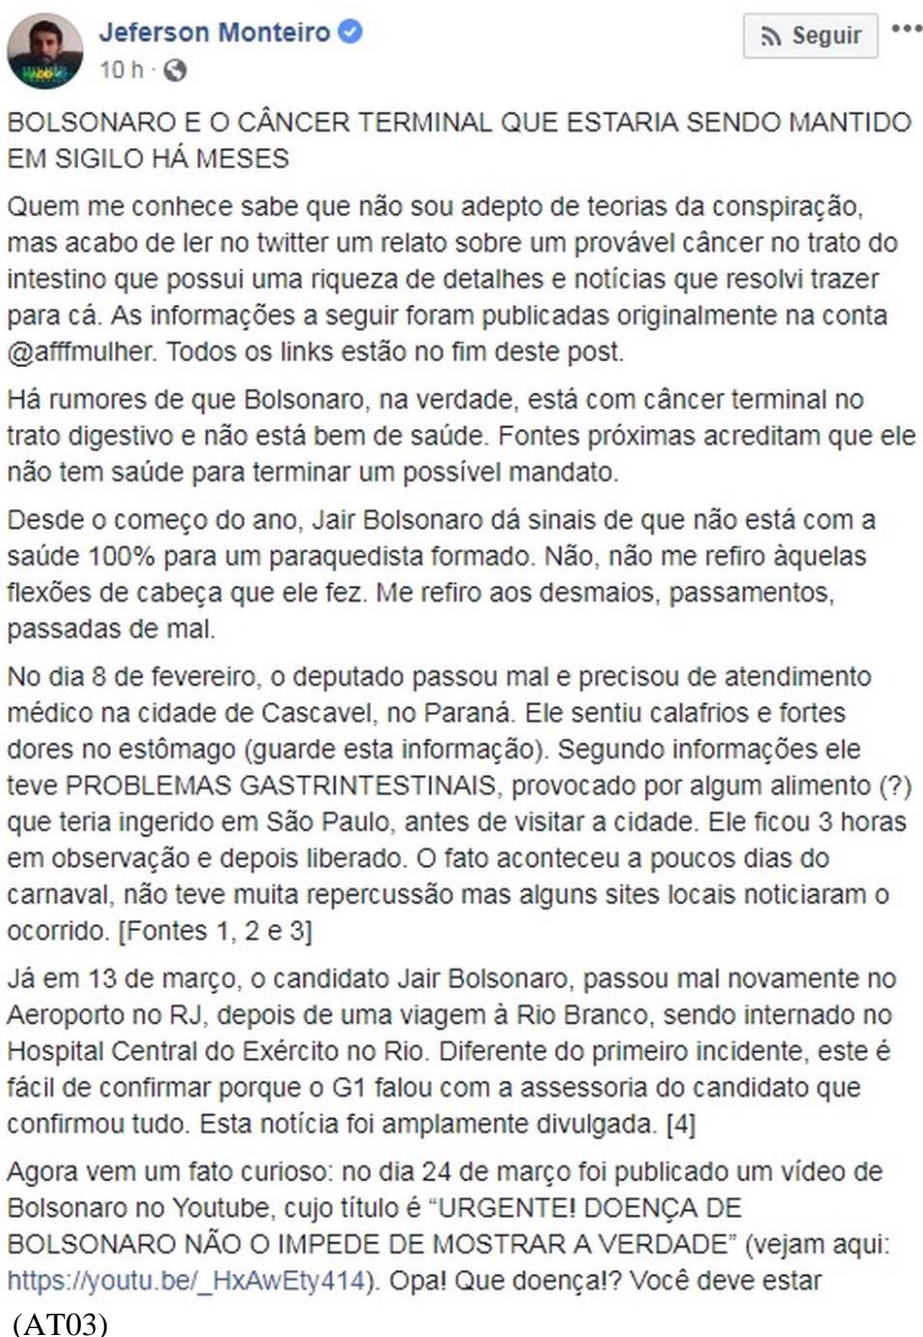 Jeferson Monteiro
Seguir
10 h ·
BOLSONARO E O CÂNCER TERMINAL QUE ESTARIA SENDO MANTIDO
EM SIGILO HÁ MESES
Quem me conhece sabe que não sou adepto de teorias da conspiração,
mas acabo de ler no twitter um relato sobre um provável câncer no trato do
intestino que possui uma riqueza de detalhes e notícias que resolvi trazer
para cá. As informações a seguir foram publicadas originalmente na conta
@afffmulher. Todos os links estão no fim deste post.
Há rumores de que Bolsonaro, na verdade, está com câncer terminal no
trato digestivo e não está bem de saúde. Fontes próximas acreditam que ele
não tem saúde para terminar um possível mandato.
Desde o começo do ano, Jair Bolsonaro dá sinais de que não está com a
saúde 100% para um paraquedista formado. Não, não me refiro àquelas
flexões de cabeça que ele fez. Me refiro aos desmaios, passamentos,
passadas de mal.
No dia 8 de fevereiro, o deputado passou mal e precisou de atendimento
médico na cidade de Cascavel, no Paraná. Ele sentiu calafrios e fortes
dores no estômago (guarde esta informação). Segundo informações ele
teve PROBLEMAS GASTRINTESTINAIS, provocado por algum alimento (?)
que teria ingerido em São Paulo, antes de visitar a cidade. Ele ficou 3 horas
em observação e depois liberado. O fato aconteceu a poucos dias do
carnaval, não teve muita repercussão mas alguns sites locais noticiaram o
ocorrido. [Fontes 1, 2 e 3]
Já em 13 de março, o candidato Jair Bolsonaro, passou mal novamente no
Aeroporto no RJ, depois de uma viagem à Rio Branco, sendo internado no
Hospital Central do Exército no Rio. Diferente do primeiro incidente, este é
fácil de confirmar porque o G1 falou com a assessoria do candidato que
confirmou tudo. Esta notícia foi amplamente divulgada. [4]
Agora vem um fato curioso: no dia 24 de março foi publicado um vídeo de
Bolsonaro no Youtube, cujo título é “URGENTE! DOENÇA DE
BOLSONARO NÃO O IMPEDE DE MOSTRAR A VERDADE” (vejam aqui:
https://youtu.be/_HxAwEty414). Opa! Que doença!? Você deve estar
(AT03)